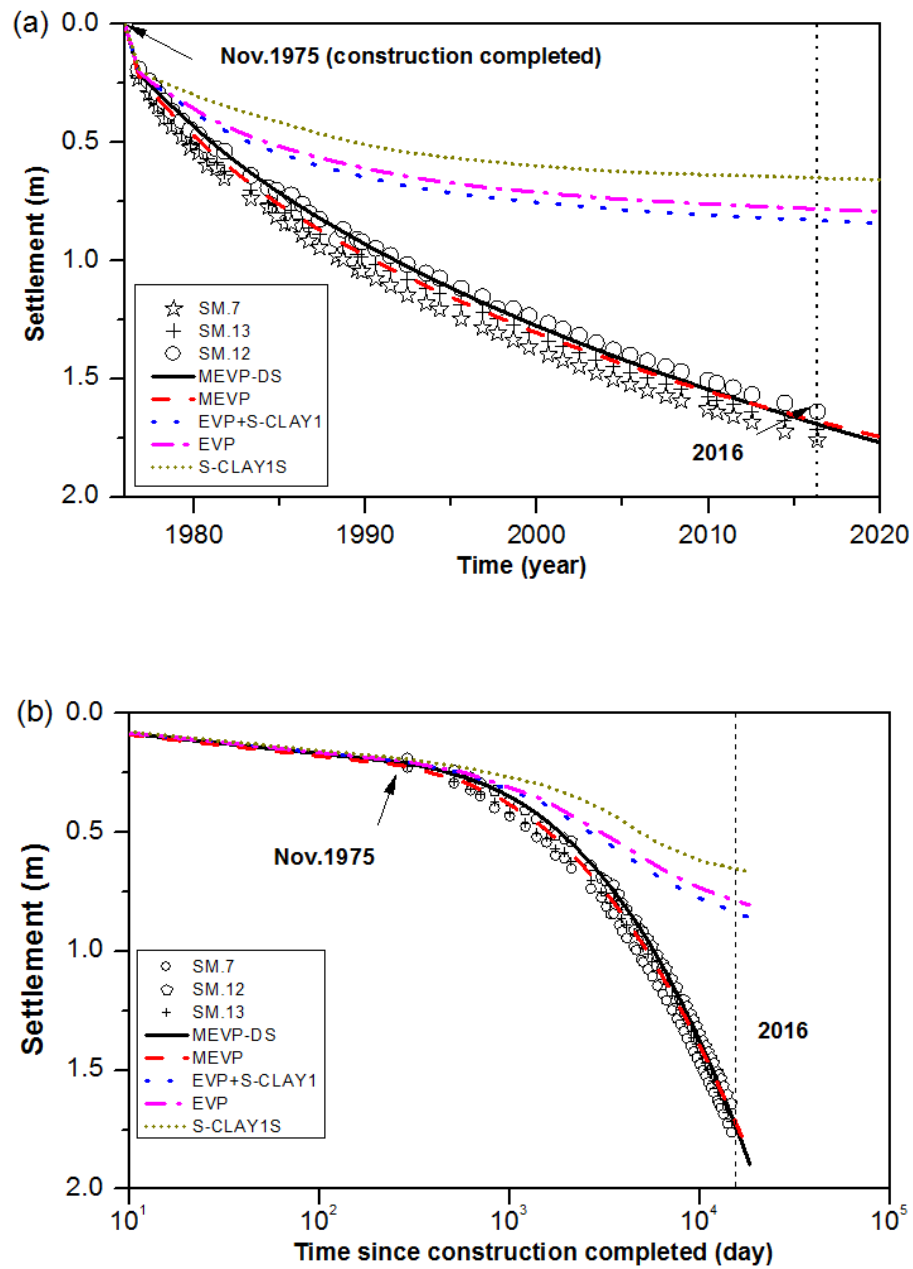 (a)
0.0
0.5
1.0
1.5
2.0
Settlement (m)
Nov.1975 (construction completed)
SM.7
SM.13
SM.12
MEVP-DS
MEVP
EVP+S-CLAY1
EVP
S-CLAY1S
2016
1980 1990 2000 2010 2020
Time (year)
(b)
0.0
0.5
1.0
1.5
2.0
Settlement (m)
Nov.1975
SM.7
SM.12
SM.13
MEVP-DS
MEVP
EVP+S-CLAY1
EVP
S-CLAY1S
2016
10¹ 10² 10³ 10⁴ 10⁵
Time since construction completed (day)